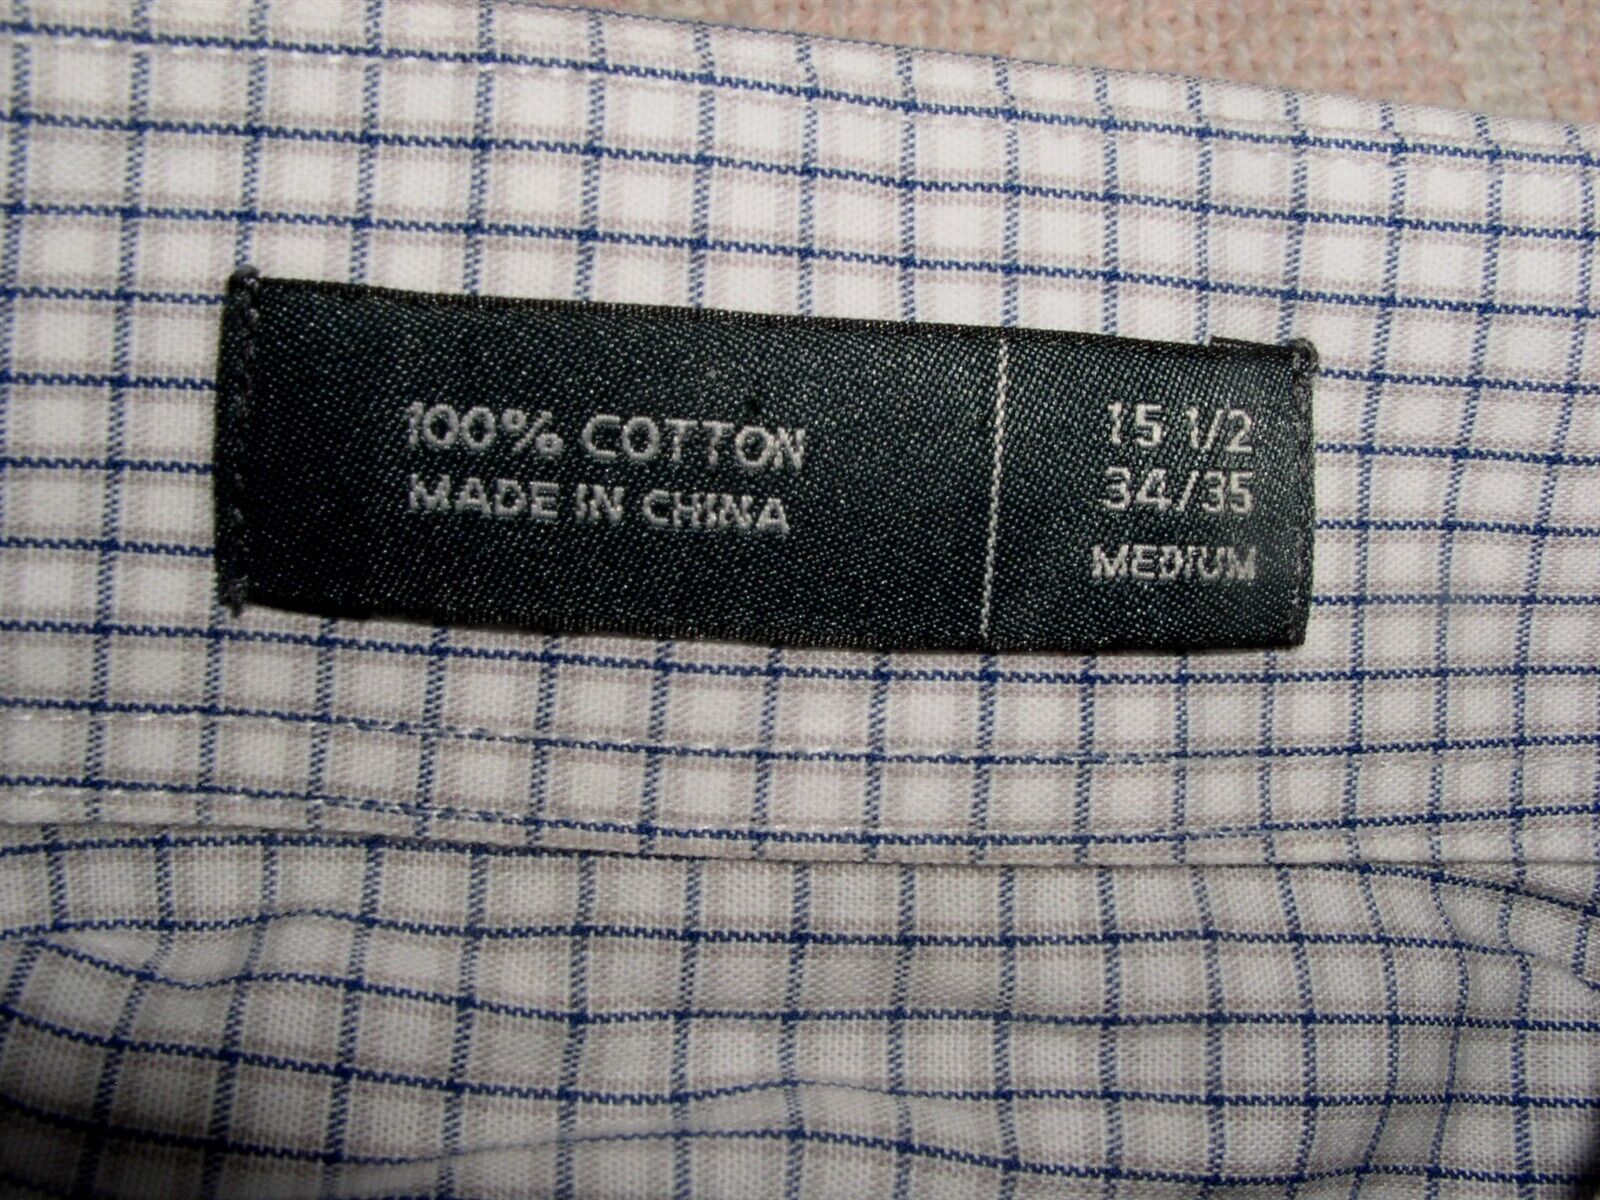 100% COTTON
MADE IN CHINA
15 1/2
34/35
MEDIUM